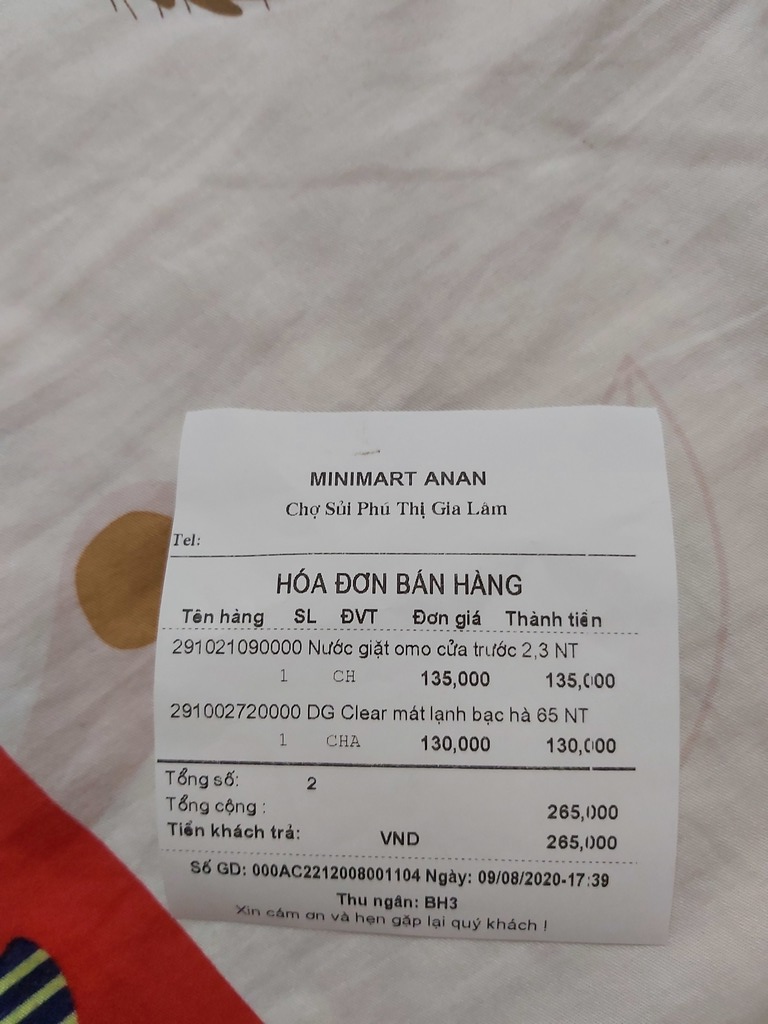 MINIMART ANAN
Chợ Sủi Phú Thị Gia Lâm
Tel:
HÓA ĐƠN BÁN HÀNG
Tên hàng SL ĐVT Đơn giá Thành tiền
291021090000 Nước giặt omo cửa trước 2,3 NT
1 CH 135,000 135,000
291002720000 DG Clear mát lạnh bạc hà 65 NT
1 CHA 130,000 130,000
Tổng số: 2
Tổng cộng : 265,000
Tiền khách trả: VND 265,000
Số GD: 000AC2212008001104 Ngày: 09/08/2020-17:39
Thu ngân: BH3
Xin cám ơn và hẹn gặp lại quý khách !